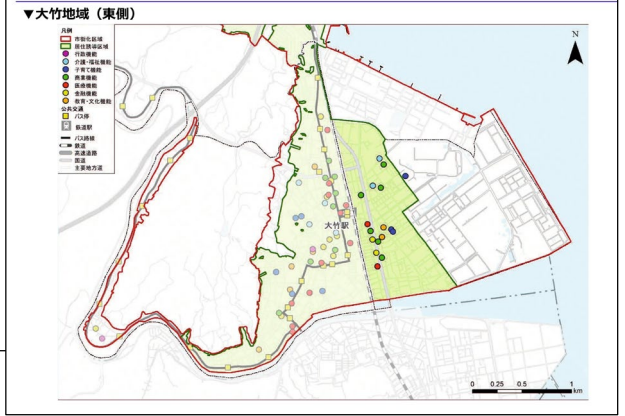 ▼大竹地域（東側）
凡例
市街化区域
居住誘導区域
行政機能
介護・福祉機能
子育て機能
商業機能
医療機能
金融機能
教育・文化機能
公共交通
バス停
鉄道駅
バス路線
鉄道
高速道路
国道
主要地方道
N
大竹駅
0 0.25 0.5 1
km